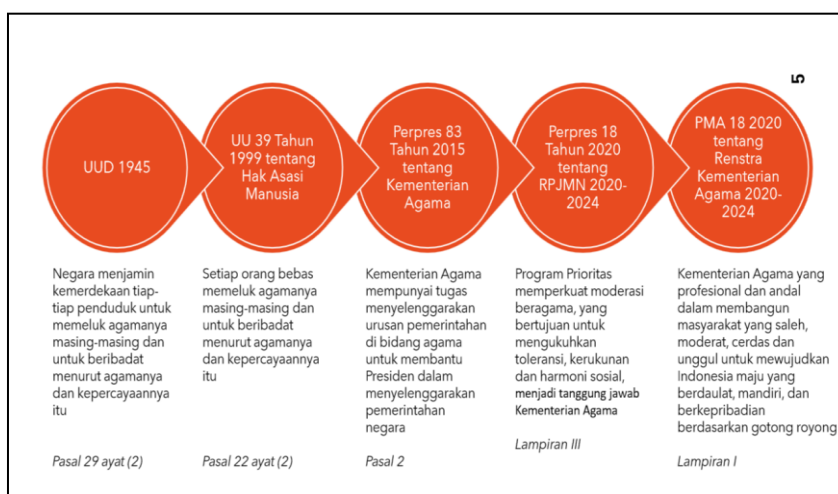 5
UUD 1945
UU 39 Tahun
1999 tentang
Hak Asasi
Manusia
Perpres 83
Tahun 2015
tentang
Kementerian
Agama
Perpres 18
Tahun 2020
tentang
RPJMN 2020-
2024
PMA 18 2020
tentang
Renstra
Kementerian
Agama 2020-
2024
Negara menjamin
kemerdekaan tiap-
tiap penduduk untuk
memeluk agamanya
masing-masing dan
untuk beribadat
menurut agamanya
dan kepercayaannya
itu
Pasal 29 ayat (2)
Setiap orang bebas
memeluk agamanya
masing-masing dan
untuk beribadat
menurut agamanya
dan kepercayaannya
itu
Pasal 22 ayat (2)
Kementerian Agama
mempunyai tugas
menyelenggarakan
urusan pemerintahan
di bidang agama
untuk membantu
Presiden dalam
menyelenggarakan
pemerintahan
negara
Pasal 2
Program Prioritas
memperkuat moderasi
beragama, yang
bertujuan untuk
mengukuhkan
toleransi, kerukunan
dan harmoni sosial,
menjadi tanggung jawab
Kementerian Agama
Lampiran III
Kementerian Agama yang
profesional dan andal
dalam membangun
masyarakat yang saleh,
moderat, cerdas dan
unggul untuk mewujudkan
Indonesia maju yang
berdaulat, mandiri, dan
berkepribadian
berdasarkan gotong royong
Lampiran I